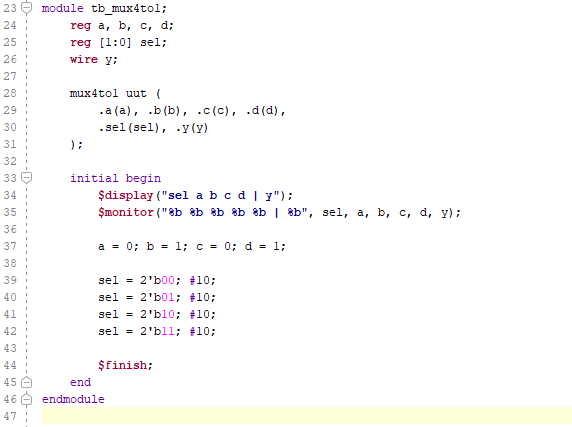 23 module tb_mux4to1;
24 reg a, b, c, d;
25 reg [1:0] sel;
26 wire y;
27
28 mux4to1 uut (
29 .a(a), .b(b), .c(c), .d(d),
30 .sel(sel), .y(y)
31 );
32
33 initial begin
34 $display("sel a b c d | y");
35 $monitor("%b %b %b %b %b | %b", sel, a, b, c, d, y);
36
37 a = 0; b = 1; c = 0; d = 1;
38
39 sel = 2'b00; #10;
40 sel = 2'b01; #10;
41 sel = 2'b10; #10;
42 sel = 2'b11; #10;
43
44 $finish;
45 end
46 endmodule
47